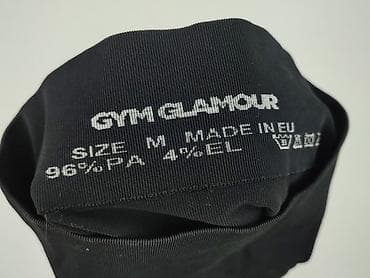 GYM GLAMOUR
SIZE M MADE IN EU
96%PA 4%EL